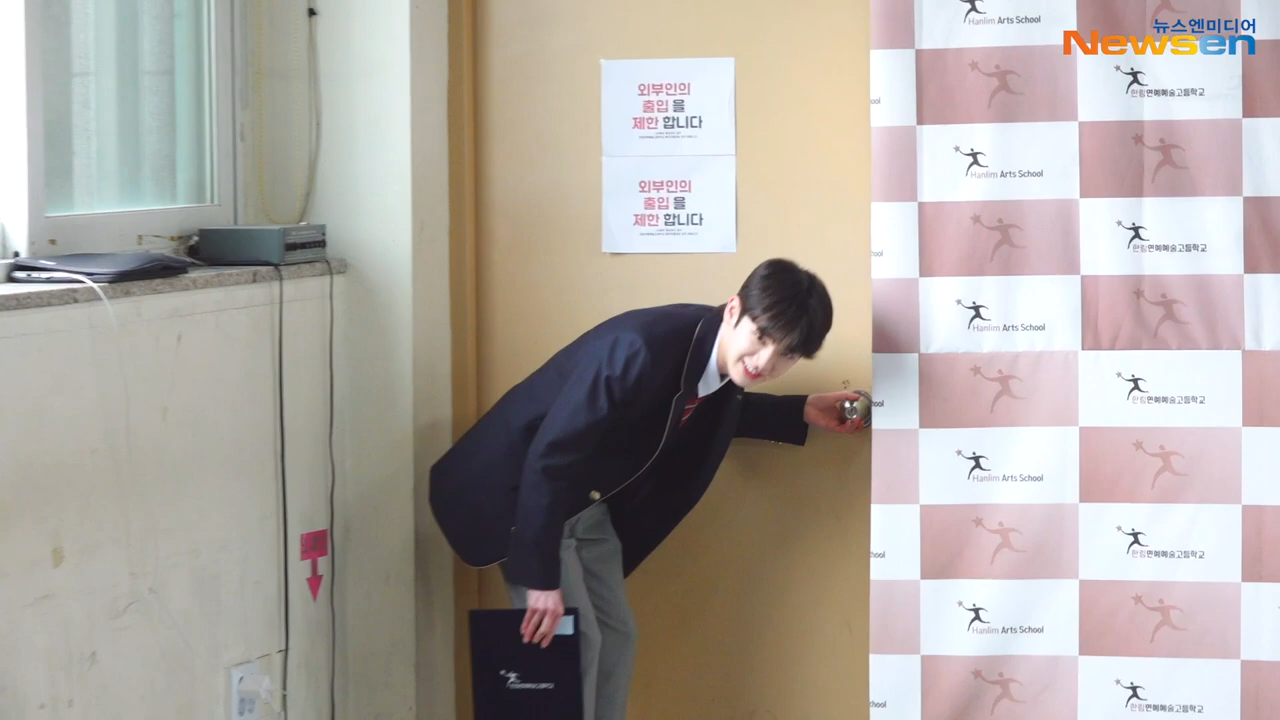 뉴스엔미디어
Newsen
외부인의
출입 을
제한 합니다
외부인의
출입 을
제한 합니다
Hanlim Arts School
한림연예예술고등학교
ool
Hanlim Arts School
한림연예예술고등학교
ool
Hanlim Arts School
한림연예예술고등학교
hool
Hanlim Arts School
한림연예예술고등학교
hool
Hanlim Arts School
한림연예예술고등학교
hool